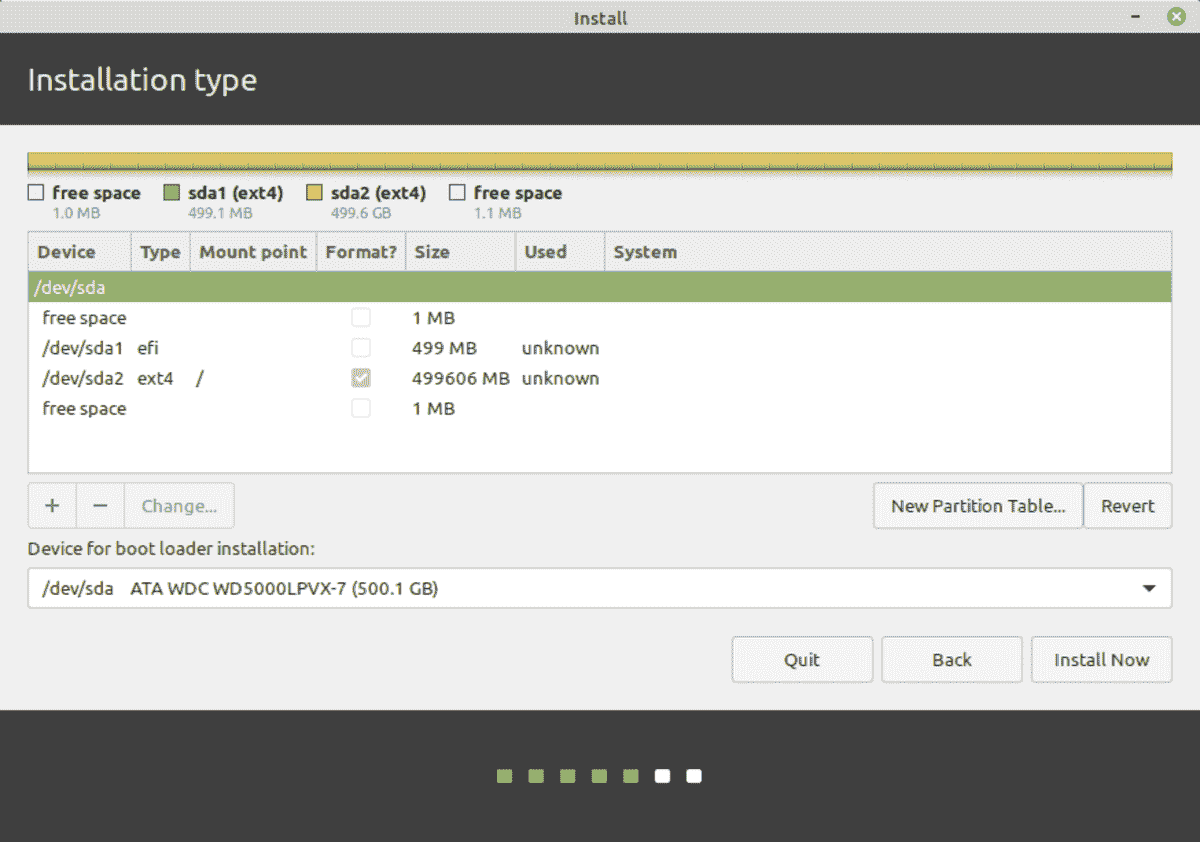 Install
Installation type
free space sda1 (ext4) sda2 (ext4) free space
1.0 MB 499.1 MB 499.6 GB 1.1 MB
Device Type Mount point Format? Size Used System
/dev/sda
free space 1 MB
/dev/sda1 efi 499 MB unknown
/dev/sda2 ext4 / 499606 MB unknown
free space 1 MB
+ − Change... New Partition Table... Revert
Device for boot loader installation:
/dev/sda ATA WDC WD5000LPVX-7 (500.1 GB)
Quit Back Install Now